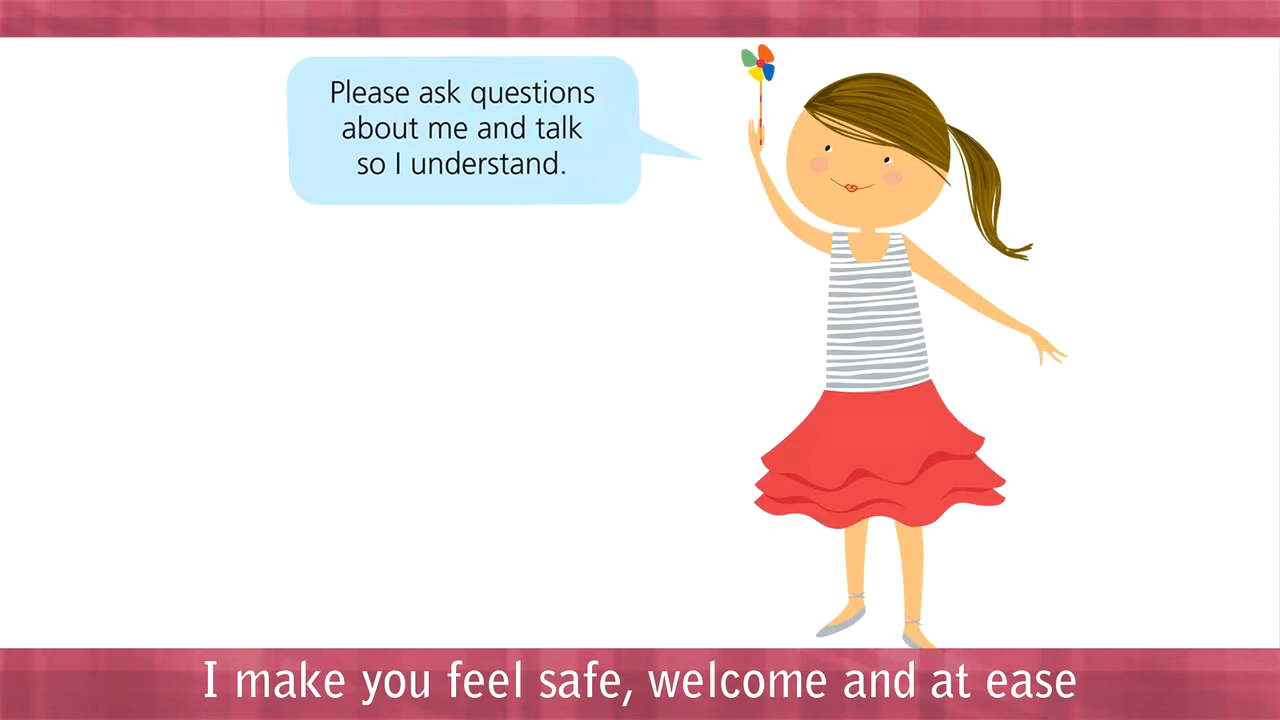 Please ask questions
about me and talk
so I understand.
I make you feel safe, welcome and at ease